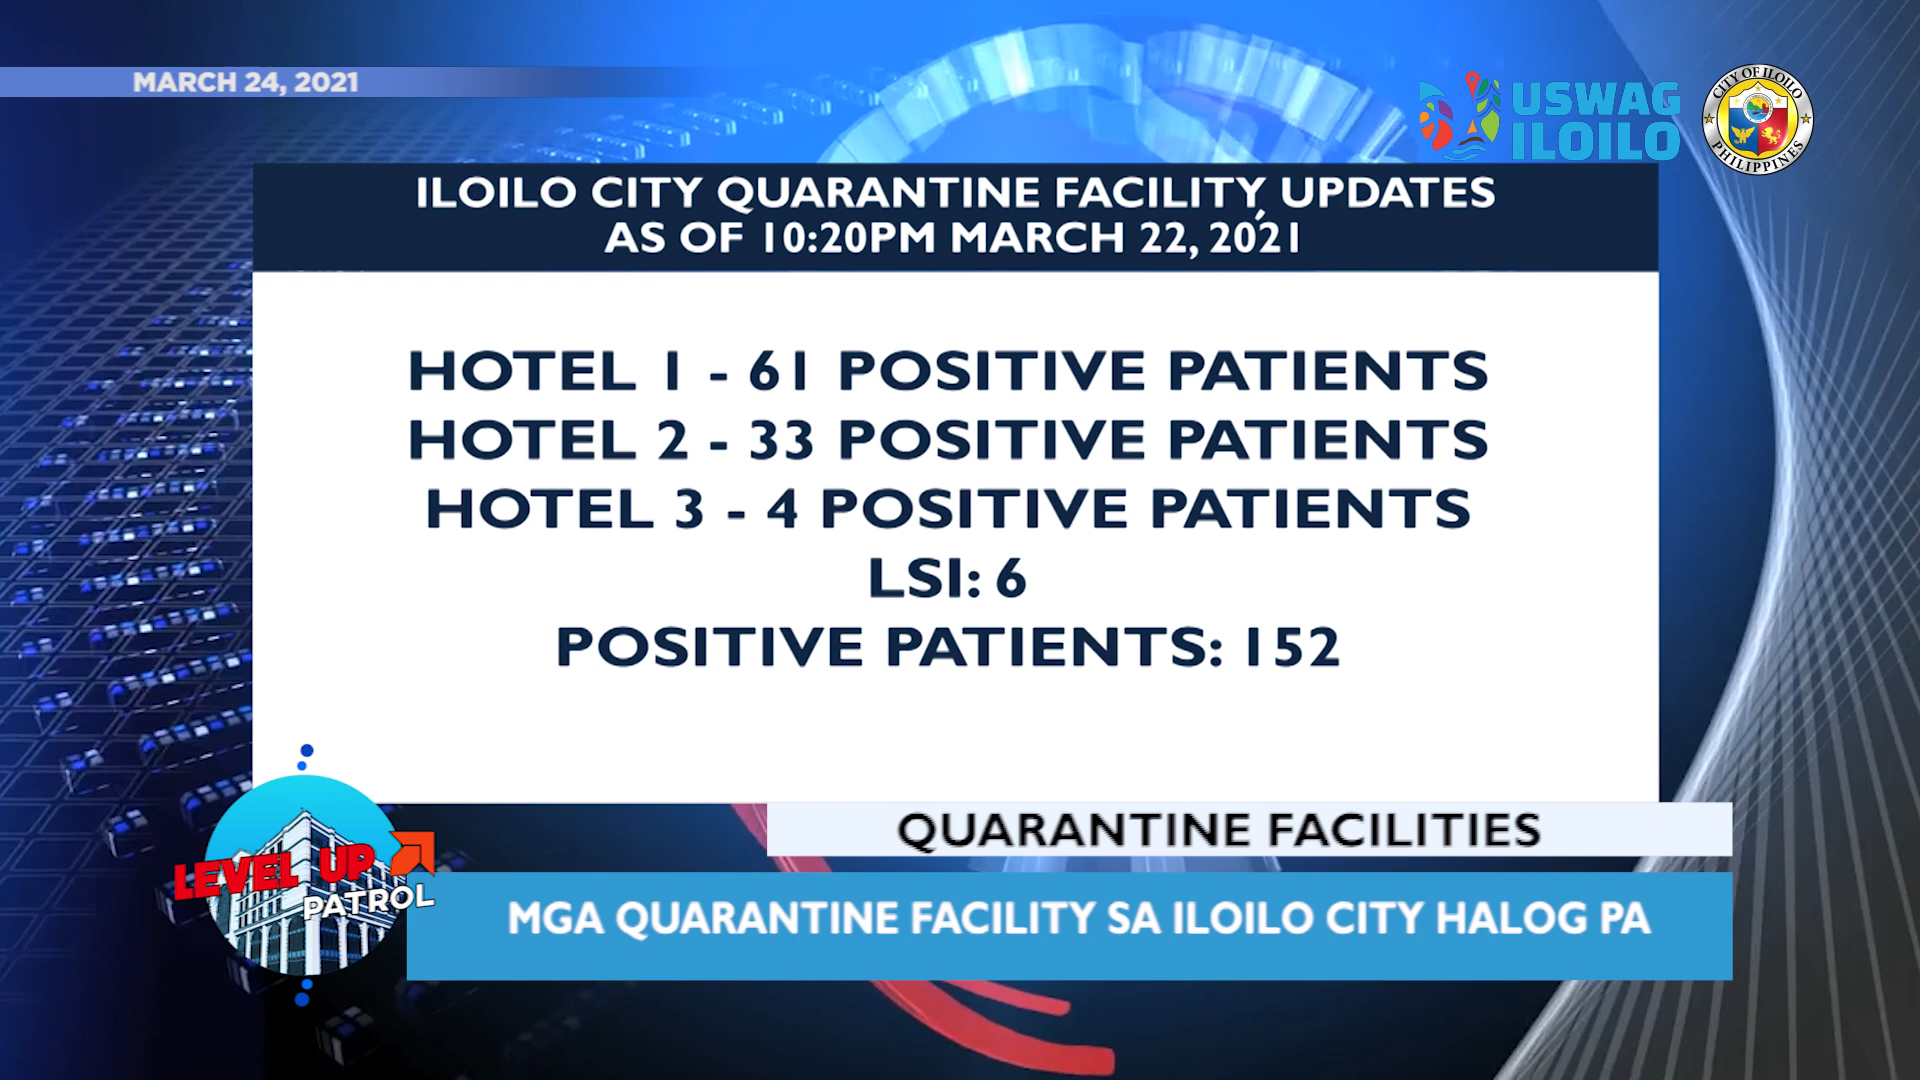 MARCH 24, 2021
USWAG
ILOILO
CITY OF ILOILO
PHILIPPINES
ILOILO CITY QUARANTINE FACILITY UPDATES
AS OF 10:20PM MARCH 22, 2021
HOTEL 1 - 61 POSITIVE PATIENTS
HOTEL 2 - 33 POSITIVE PATIENTS
HOTEL 3 - 4 POSITIVE PATIENTS
LSI: 6
POSITIVE PATIENTS: 152
QUARANTINE FACILITIES
LEVEL UP
PATROL
MGA QUARANTINE FACILITY SA ILOILO CITY HALOG PA